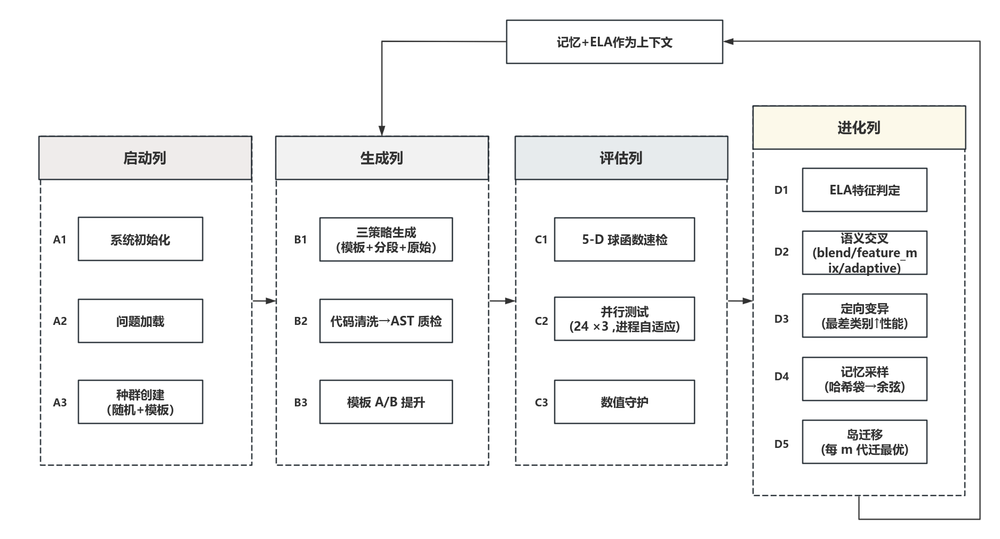 记忆+ELA作为上下文
启动列
A1
系统初始化
A2
问题加载
A3
种群创建
（随机+模板）
生成列
B1
三策略生成
（模板+分段+原始）
B2
代码清洗→AST 质检
B3
模板 A/B 提升
评估列
C1
5-D 球函数速检
C2
并行测试
(24 ×3 ,进程自适应)
C3
数值守护
进化列
D1
ELA特征判定
D2
语义交叉
(blend/feature_m
ix/adaptive)
D3
定向变异
(最差类别↑性能)
D4
记忆采样
(哈希袋→余弦)
D5
岛迁移
(每 m 代迁最优)